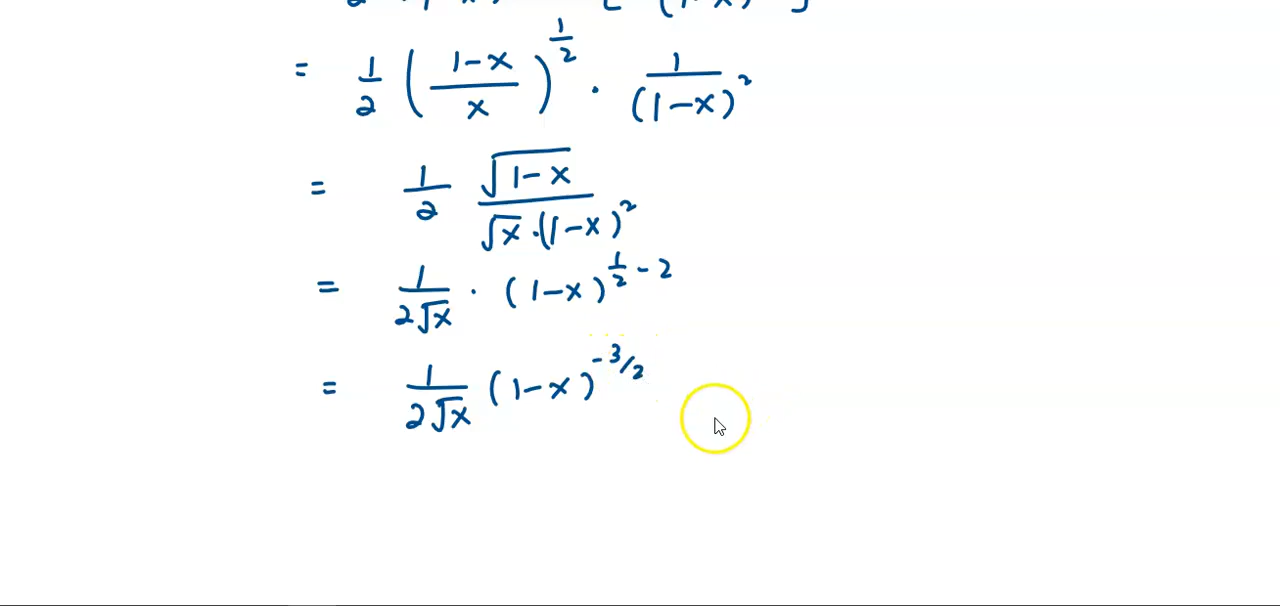 = 1/2 ( (1-x)/x )^(1/2) · 1/(1-x)^2
= 1/2 √(1-x) / (√x · (1-x)^2)
= 1/(2√x) · (1-x)^(1/2 - 2)
= 1/(2√x) (1-x)^(-3/2)